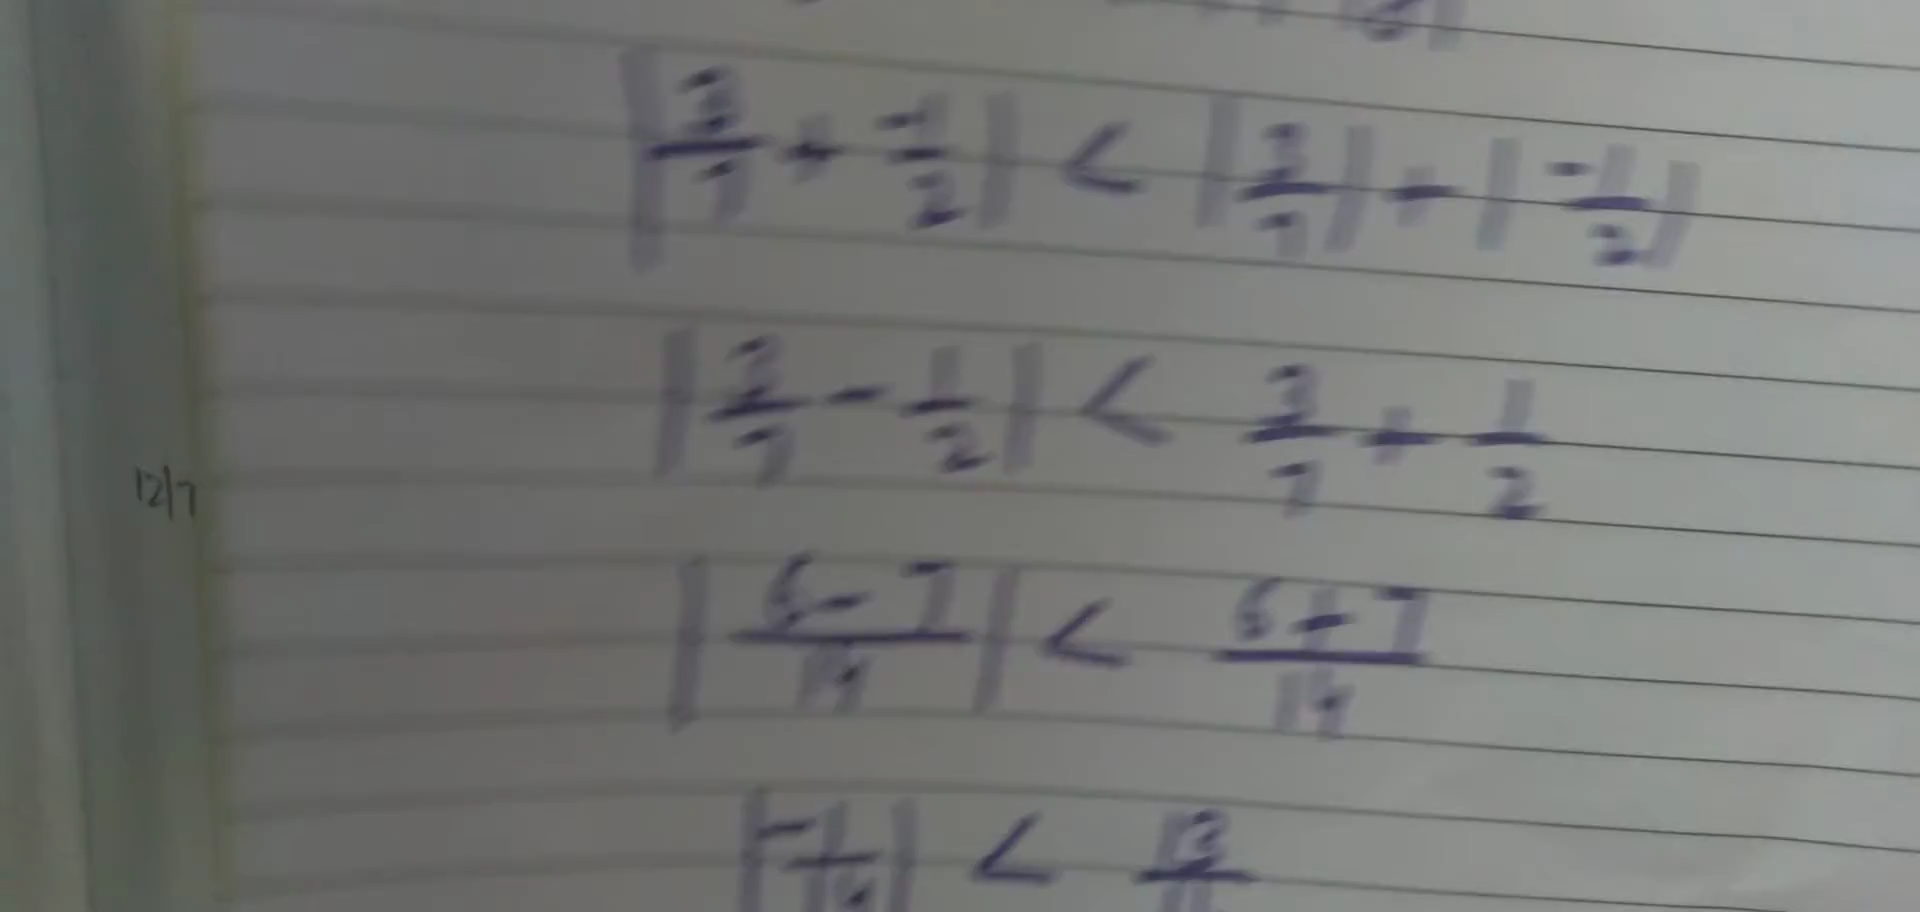 |3/7 + -1/2| < |3/7| + |-1/2|
|3/7 - 1/2| < 3/7 + 1/2
12/7
|6-7/14| < 6+7/14
|-1/14| < 13/